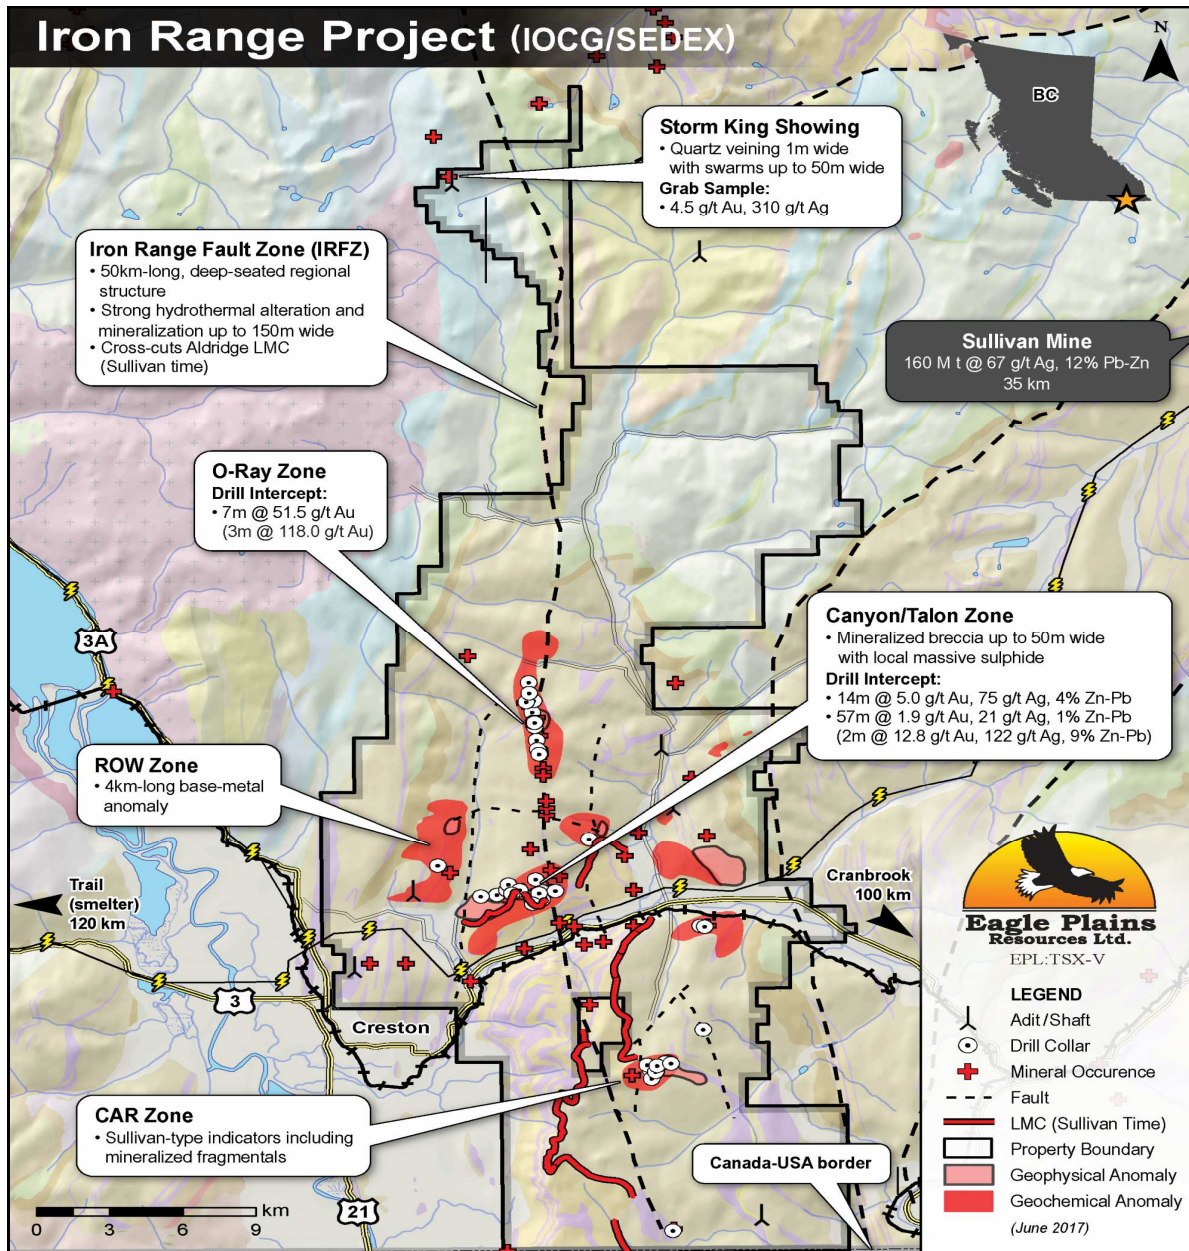 Iron Range Project (IOCG/SEDEX)
N
BC
Storm King Showing
• Quartz veining 1m wide
with swarms up to 50m wide
Grab Sample:
• 4.5 g/t Au, 310 g/t Ag
Iron Range Fault Zone (IRFZ)
• 50km-long, deep-seated regional
structure
• Strong hydrothermal alteration and
mineralization up to 150m wide
• Cross-cuts Aldridge LMC
(Sullivan time)
Sullivan Mine
160 M t @ 67 g/t Ag, 12% Pb-Zn
35 km
O-Ray Zone
Drill Intercept:
• 7m @ 51.5 g/t Au
(3m @ 118.0 g/t Au)
3A
Canyon/Talon Zone
• Mineralized breccia up to 50m wide
with local massive sulphide
Drill Intercept:
• 14m @ 5.0 g/t Au, 75 g/t Ag, 4% Zn-Pb
• 57m @ 1.9 g/t Au, 21 g/t Ag, 1% Zn-Pb
(2m @ 12.8 g/t Au, 122 g/t Ag, 9% Zn-Pb)
ROW Zone
• 4km-long base-metal
anomaly
Trail
(smelter)
120 km
Cranbrook
100 km
Eagle Plains
Resources Ltd.
EPL:TSX-V
3
Creston
LEGEND
Adit/Shaft
Drill Collar
Mineral Occurence
Fault
LMC (Sullivan Time)
Property Boundary
Geophysical Anomaly
Geochemical Anomaly
(June 2017)
CAR Zone
• Sullivan-type indicators including
mineralized fragmentals
Canada-USA border
21
km
0 3 6 9